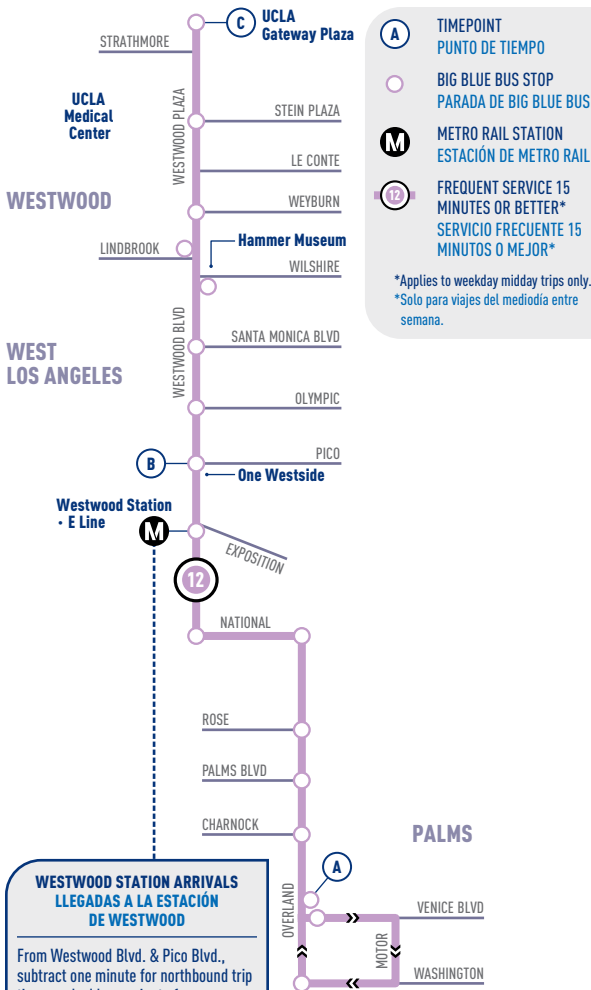 C
UCLA
Gateway Plaza
STRATHMORE
UCLA
Medical
Center
WESTWOOD PLAZA
STEIN PLAZA
LE CONTE
WESTWOOD
WEYBURN
LINDBROOK
Hammer Museum
WILSHIRE
WEST
LOS ANGELES
WESTWOOD BLVD
SANTA MONICA BLVD
OLYMPIC
PICO
B
One Westside
Westwood Station
• E Line
M
EXPOSITION
12
NATIONAL
ROSE
PALMS BLVD
CHARNOCK
PALMS
A
OVERLAND
VENICE BLVD
MOTOR
WASHINGTON
A
TIMEPOINT
PUNTO DE TIEMPO
BIG BLUE BUS STOP
PARADA DE BIG BLUE BUS
M
METRO RAIL STATION
ESTACIÓN DE METRO RAIL
12
FREQUENT SERVICE 15
MINUTES OR BETTER*
SERVICIO FRECUENTE 15
MINUTOS O MEJOR*
*Applies to weekday midday trips only.
*Solo para viajes del mediodía entre
semana.
WESTWOOD STATION ARRIVALS
LLEGADAS A LA ESTACIÓN
DE WESTWOOD
From Westwood Blvd. & Pico Blvd.,
subtract one minute for northbound trip